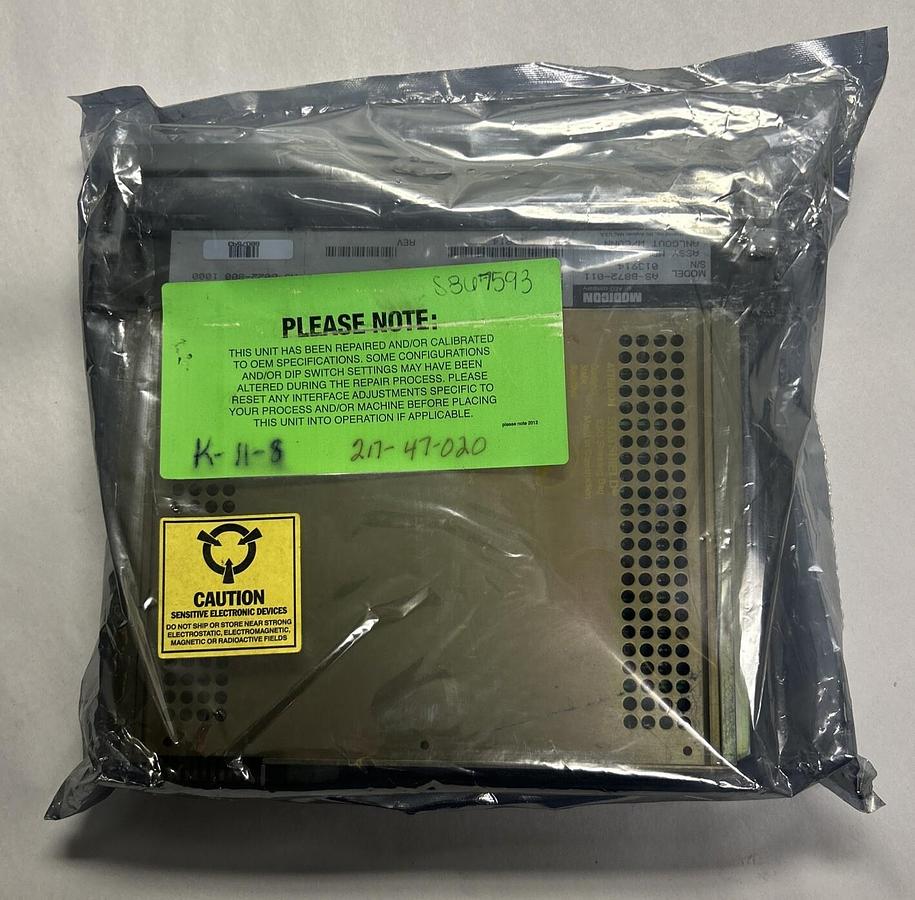 REV
ANLGOUT W/CONN
S/N 013214
MODEL AS-B872-011
MODICON
S867593
PLEASE NOTE:
THIS UNIT HAS BEEN REPAIRED AND/OR CALIBRATED
TO OEM SPECIFICATIONS. SOME CONFIGURATIONS
AND/OR DIP SWITCH SETTINGS MAY HAVE BEEN
ALTERED DURING THE REPAIR PROCESS. PLEASE
RESET ANY INTERFACE ADJUSTMENTS SPECIFIC TO
YOUR PROCESS AND/OR MACHINE BEFORE PLACING
THIS UNIT INTO OPERATION IF APPLICABLE.
please note 2012
K-11-8 217-47-020
CAUTION
SENSITIVE ELECTRONIC DEVICES
DO NOT SHIP OR STORE NEAR STRONG
ELECTROSTATIC, ELECTROMAGNETIC,
MAGNETIC OR RADIOACTIVE FIELDS